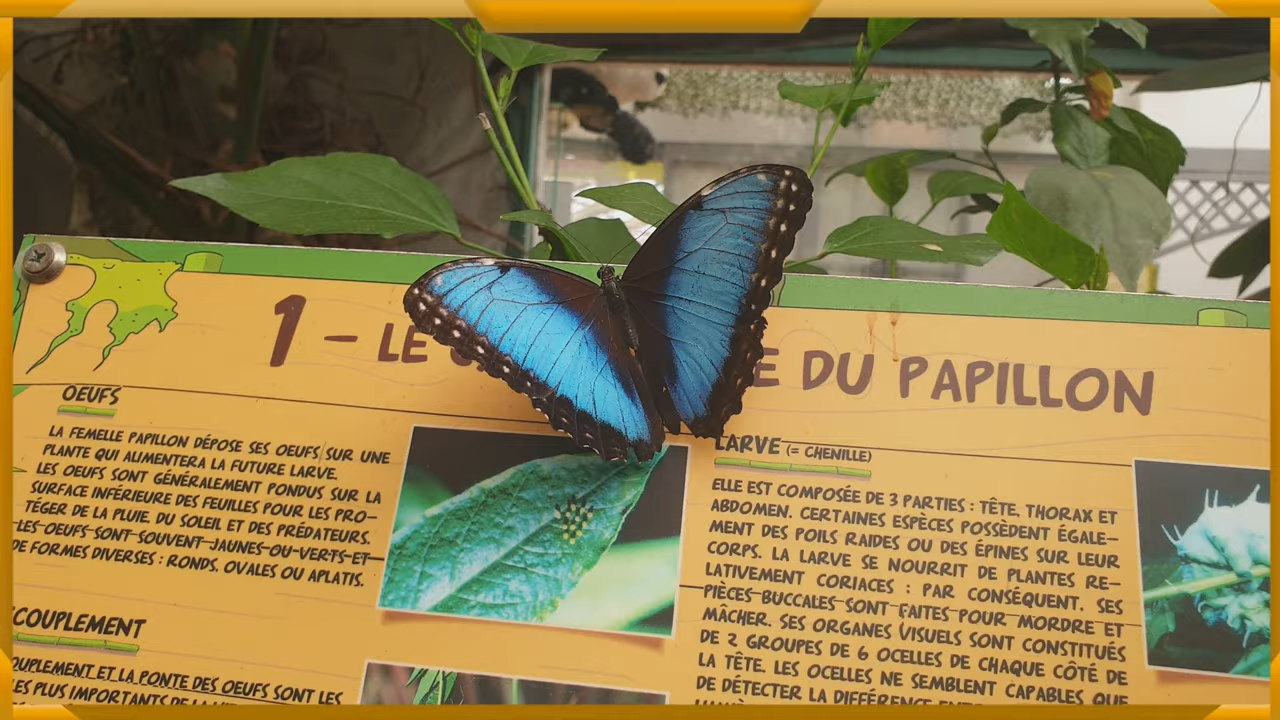 1 - LE DU PAPILLON
OEUFS
LA FEMELLE PAPILLON DÉPOSE SES OEUFS SUR UNE
PLANTE QUI ALIMENTERA LA FUTURE LARVE.
LES OEUFS SONT GÉNÉRALEMENT PONDUS SUR LA
SURFACE INFÉRIEURE DES FEUILLES POUR LES PRO-
TÉGER DE LA PLUIE, DU SOLEIL ET DES PRÉDATEURS.
LES OEUFS SONT SOUVENT JAUNES OU VERTS ET
DE FORMES DIVERSES : RONDS, OVALES OU APLATIS.
COUPLEMENT
OUPLEMENT ET LA PONTE DES OEUFS SONT LES
ES PLUS IMPORTANTES DE LA
LARVE (= CHENILLE)
ELLE EST COMPOSÉE DE 3 PARTIES : TÊTE, THORAX ET
ABDOMEN. CERTAINES ESPÈCES POSSÈDENT ÉGALE-
MENT DES POILS RAIDES OU DES ÉPINES SUR LEUR
CORPS. LA LARVE SE NOURRIT DE PLANTES RE-
LATIVEMENT CORIACES : PAR CONSÉQUENT, SES
PIÈCES BUCCALES SONT FAITES POUR MORDRE ET
MÂCHER. SES ORGANES VISUELS SONT CONSTITUÉS
DE 2 GROUPES DE 6 OCELLES DE CHAQUE CÔTÉ DE
LA TÊTE. LES OCELLES NE SEMBLENT CAPABLES QUE
DE DÉTECTER LA DIFFÉRENCE